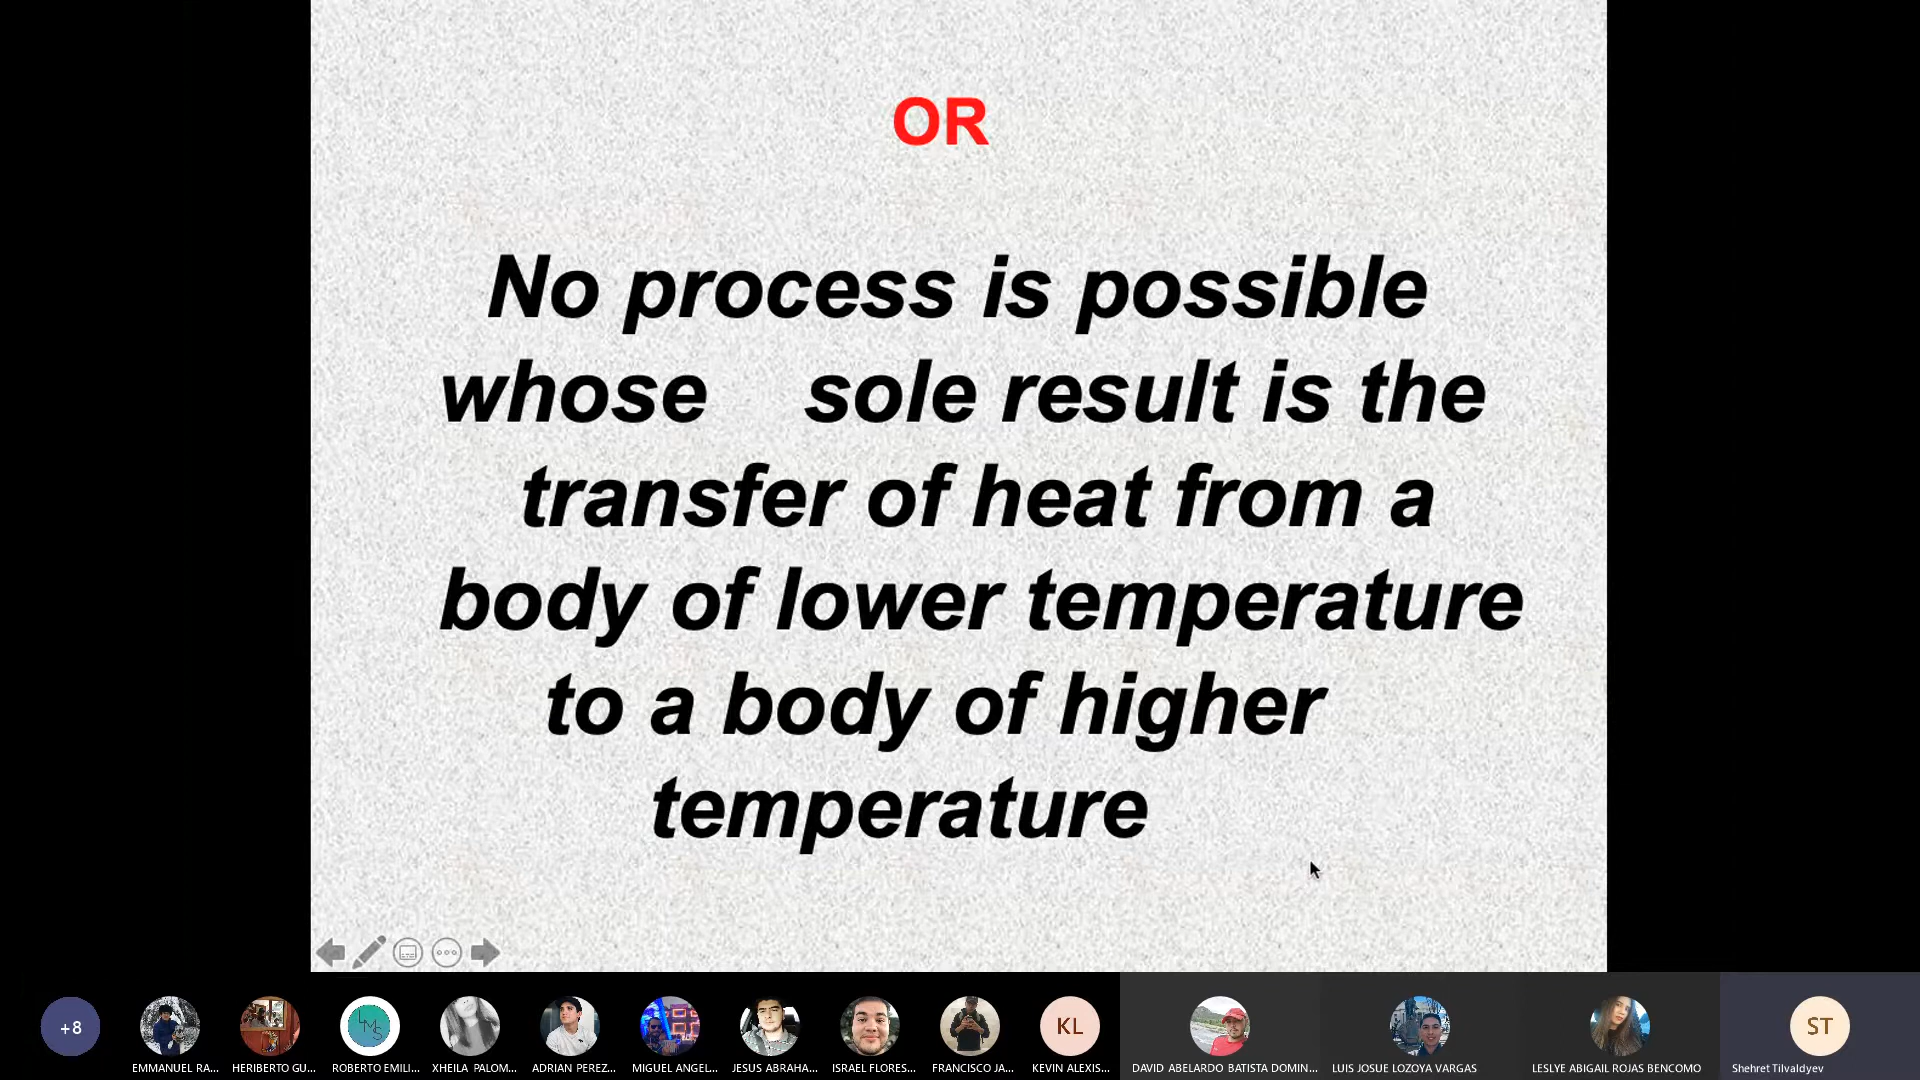 OR
No process is possible
whose sole result is the
transfer of heat from a
body of lower temperature
to a body of higher
temperature
+8
EMMANUEL RA...
HERIBERTO GU...
LMS
ROBERTO EMILI...
XHEILA PALOM...
ADRIAN PEREZ...
MIGUEL ANGEL...
JESUS ABRAHA...
ISRAEL FLORES...
FRANCISCO JA...
KL
KEVIN ALEXIS...
DAVID ABELARDO BATISTA DOMIN...
LUIS JOSUE LOZOYA VARGAS
LESLYE ABIGAIL ROJAS BENCOMO
ST
Shehret Tilvaldyev